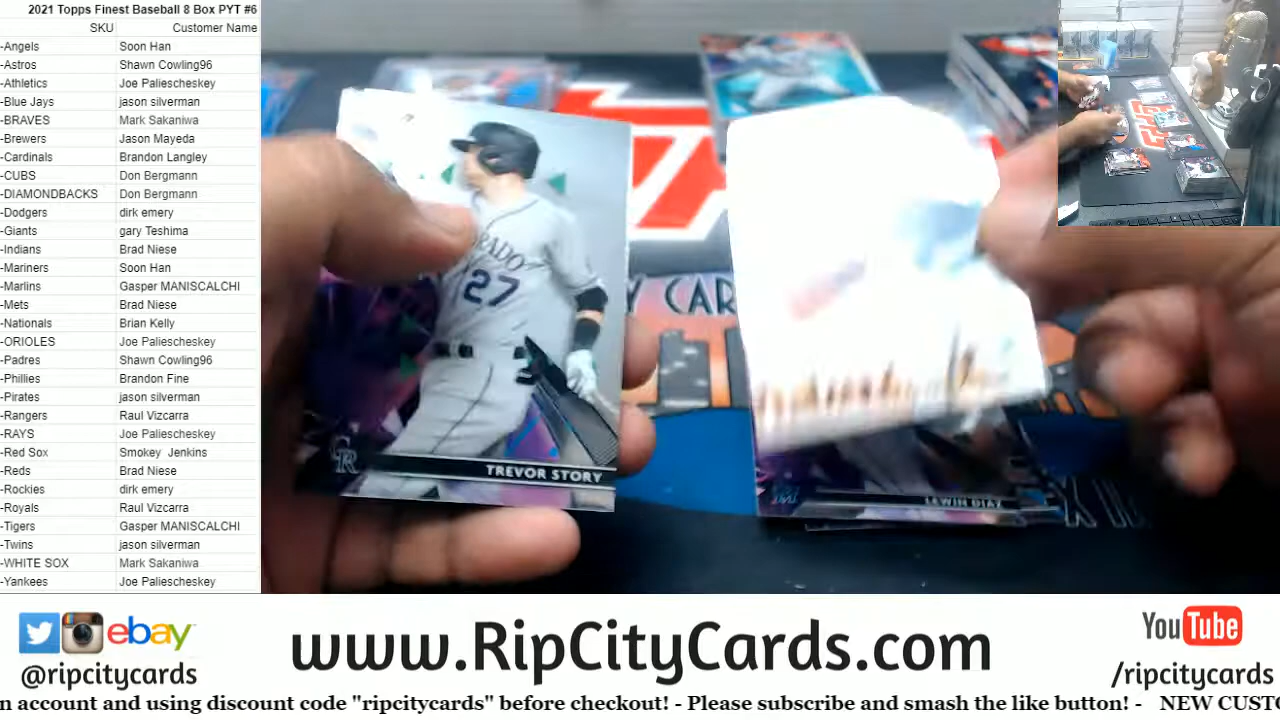 2021 Topps Finest Baseball 8 Box PYT #6
SKU Customer Name
-Angels Soon Han
-Astros Shawn Cowling96
-Athletics Joe Paliescheskey
-Blue Jays jason silverman
-BRAVES Mark Sakaniwa
-Brewers Jason Mayeda
-Cardinals Brandon Langley
-CUBS Don Bergmann
-DIAMONDBACKS Don Bergmann
-Dodgers dirk emery
-Giants gary Teshima
-Indians Brad Niese
-Mariners Soon Han
-Marlins Gasper MANISCALCHI
-Mets Brad Niese
-Nationals Brian Kelly
-ORIOLES Joe Paliescheskey
-Padres Shawn Cowling96
-Phillies Brandon Fine
-Pirates jason silverman
-Rangers Raul Vizcarra
-RAYS Joe Paliescheskey
-Red Sox Smokey Jenkins
-Reds Brad Niese
-Rockies dirk emery
-Royals Raul Vizcarra
-Tigers Gasper MANISCALCHI
-Twins jason silverman
-WHITE SOX Mark Sakaniwa
-Yankees Joe Paliescheskey
27
CR
TREVOR STORY
LEWIN DIAZ
CAR
ebay
@ripcitycards
www.RipCityCards.com
YouTube
/ripcitycards
n account and using discount code "ripcitycards" before checkout! - Please subscribe and smash the like button! - NEW CUSTO